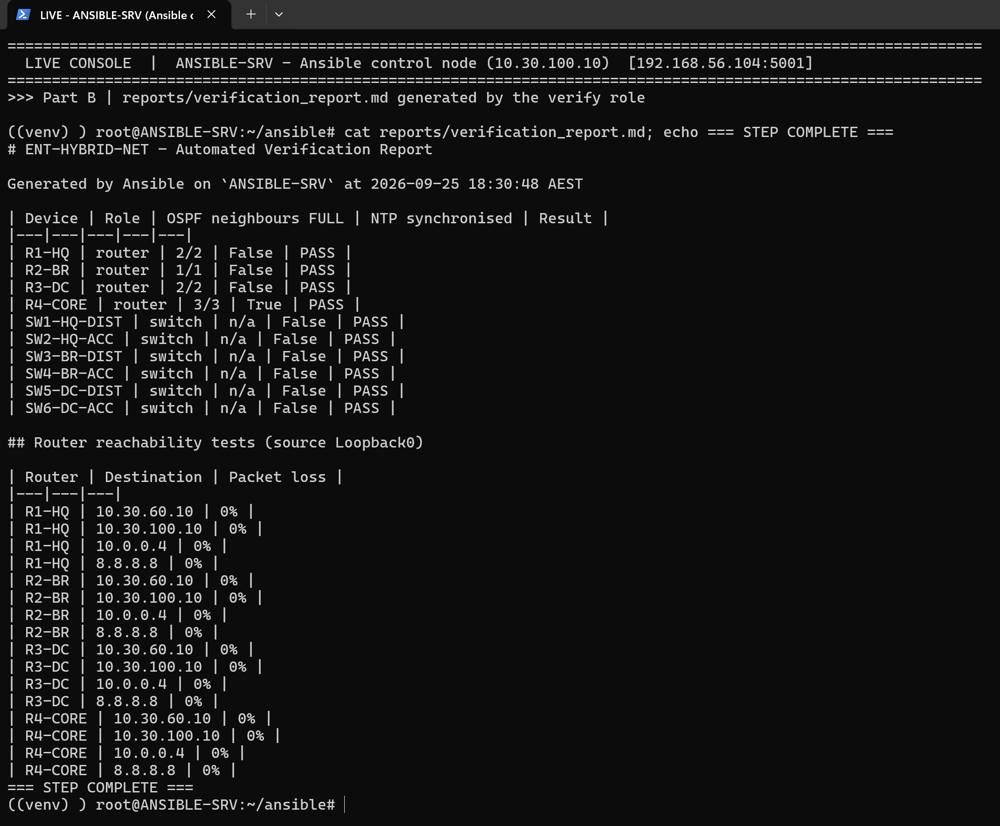 LIVE - ANSIBLE-SRV (Ansible c
====================================================================================================
LIVE CONSOLE | ANSIBLE-SRV - Ansible control node (10.30.100.10) [192.168.56.104:5001]
====================================================================================================
>>> Part B | reports/verification_report.md generated by the verify role
((venv) ) root@ANSIBLE-SRV:~/ansible# cat reports/verification_report.md; echo === STEP COMPLETE ===
# ENT-HYBRID-NET - Automated Verification Report
Generated by Ansible on `ANSIBLE-SRV` at 2026-09-25 18:30:48 AEST
| Device | Role | OSPF neighbours FULL | NTP synchronised | Result |
|---|---|---|---|---|
| R1-HQ | router | 2/2 | False | PASS |
| R2-BR | router | 1/1 | False | PASS |
| R3-DC | router | 2/2 | False | PASS |
| R4-CORE | router | 3/3 | True | PASS |
| SW1-HQ-DIST | switch | n/a | False | PASS |
| SW2-HQ-ACC | switch | n/a | False | PASS |
| SW3-BR-DIST | switch | n/a | False | PASS |
| SW4-BR-ACC | switch | n/a | False | PASS |
| SW5-DC-DIST | switch | n/a | False | PASS |
| SW6-DC-ACC | switch | n/a | False | PASS |
## Router reachability tests (source Loopback0)
| Router | Destination | Packet loss |
|---|---|---|
| R1-HQ | 10.30.60.10 | 0% |
| R1-HQ | 10.30.100.10 | 0% |
| R1-HQ | 10.0.0.4 | 0% |
| R1-HQ | 8.8.8.8 | 0% |
| R2-BR | 10.30.60.10 | 0% |
| R2-BR | 10.30.100.10 | 0% |
| R2-BR | 10.0.0.4 | 0% |
| R2-BR | 8.8.8.8 | 0% |
| R3-DC | 10.30.60.10 | 0% |
| R3-DC | 10.30.100.10 | 0% |
| R3-DC | 10.0.0.4 | 0% |
| R3-DC | 8.8.8.8 | 0% |
| R4-CORE | 10.30.60.10 | 0% |
| R4-CORE | 10.30.100.10 | 0% |
| R4-CORE | 10.0.0.4 | 0% |
| R4-CORE | 8.8.8.8 | 0% |
=== STEP COMPLETE ===
((venv) ) root@ANSIBLE-SRV:~/ansible#